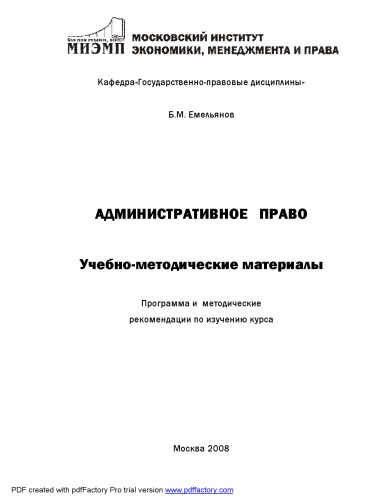 МИЭМП
МОСКОВСКИЙ ИНСТИТУТ
ЭКОНОМИКИ, МЕНЕДЖМЕНТА И ПРАВА
Кафедра«Государственно-правовые дисциплины»
Б.М. Емельянов
АДМИНИСТРАТИВНОЕ ПРАВО
Учебно-методические материалы
Программа и методические
рекомендации по изучению курса
Москва 2008
PDF created with pdfFactory Pro trial version www.pdffactory.com